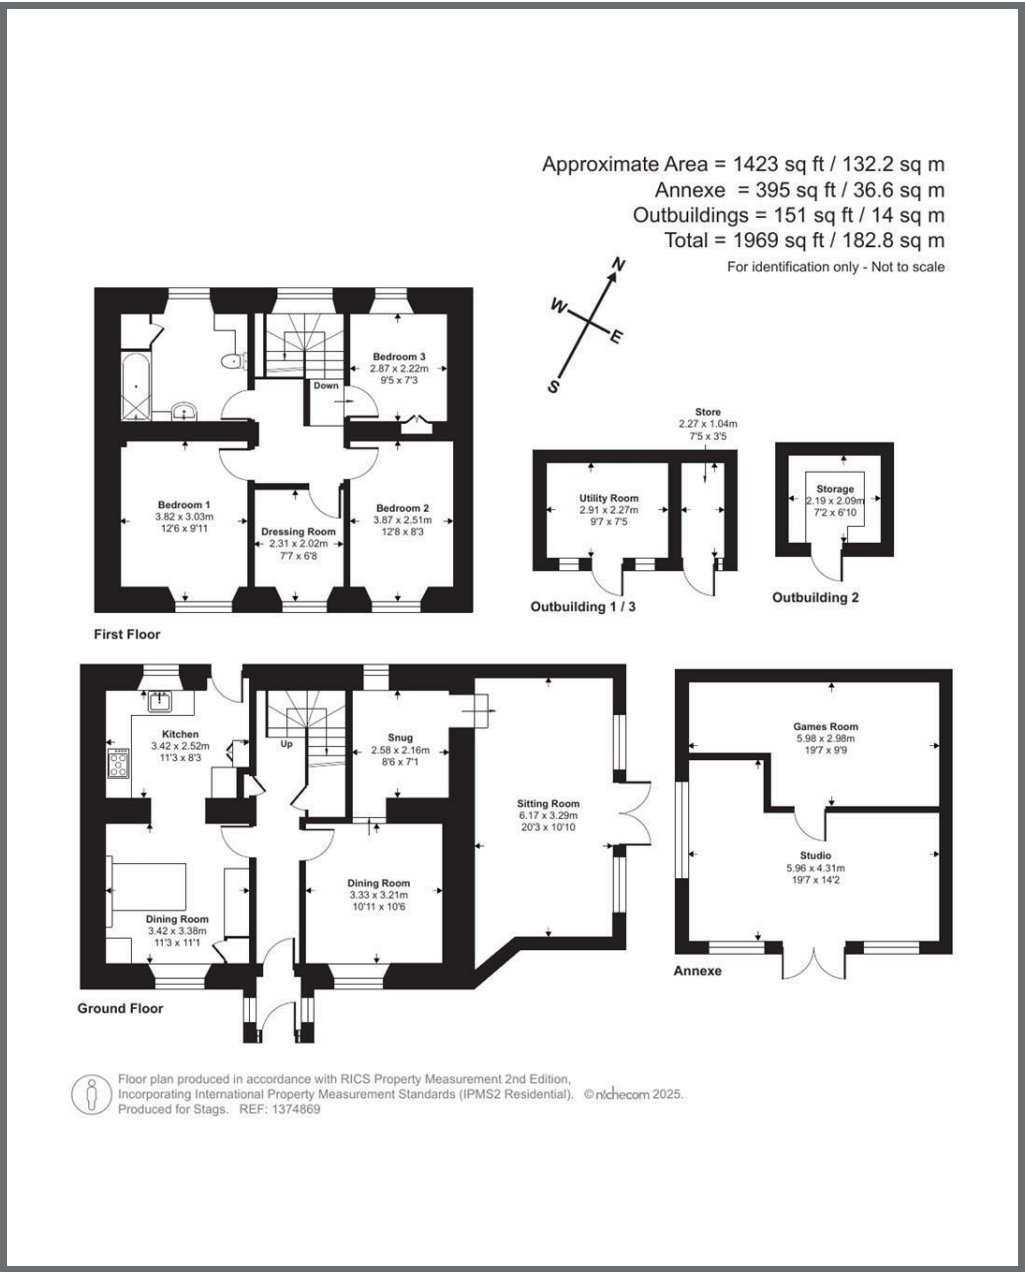 Approximate Area = 1423 sq ft / 132.2 sq m
Annexe = 395 sq ft / 36.6 sq m
Outbuildings = 151 sq ft / 14 sq m
Total = 1969 sq ft / 182.8 sq m
For identification only - Not to scale
N
W
E
S
Bedroom 3
2.87 x 2.22m
9'5 x 7'3
Down
Bedroom 1
3.82 x 3.03m
12'6 x 9'11
Dressing Room
2.31 x 2.02m
7'7 x 6'8
Bedroom 2
3.87 x 2.51m
12'8 x 8'3
First Floor
Store
2.27 x 1.04m
7'5 x 3'5
Utility Room
2.91 x 2.27m
9'7 x 7'5
Outbuilding 1 / 3
Storage
2.19 x 2.09m
7'2 x 6'10
Outbuilding 2
Kitchen
3.42 x 2.52m
11'3 x 8'3
Up
Snug
2.58 x 2.16m
8'6 x 7'1
Sitting Room
6.17 x 3.29m
20'3 x 10'10
Dining Room
3.42 x 3.38m
11'3 x 11'1
Dining Room
3.33 x 3.21m
10'11 x 10'6
Ground Floor
Games Room
5.98 x 2.98m
19'7 x 9'9
Studio
5.96 x 4.31m
19'7 x 14'2
Annexe
Floor plan produced in accordance with RICS Property Measurement 2nd Edition,
Incorporating International Property Measurement Standards (IPMS2 Residential). © nichecom 2025.
Produced for Stags. REF: 1374869